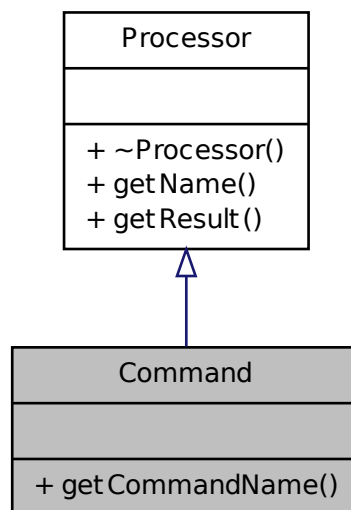 Processor
+ ~Processor()
+ getName()
+ getResult()
Command
+ getCommandName()